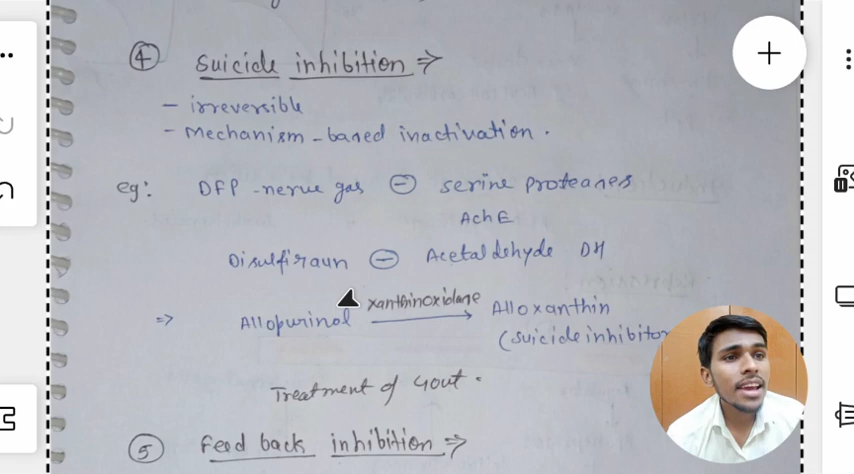 ④ Suicide inhibition ⇒
- irreversible
- Mechanism-based inactivation.
eg: DFP-nerve gas ⊖ serine proteases
AchE
Disulfiraun ⊖ Acetaldehyde DH
⇒ Allopurinol xanthinoxidase → Alloxanthin
(suicide inhibitor
Treatment of Gout.
⑤ Feed back inhibition ⇒